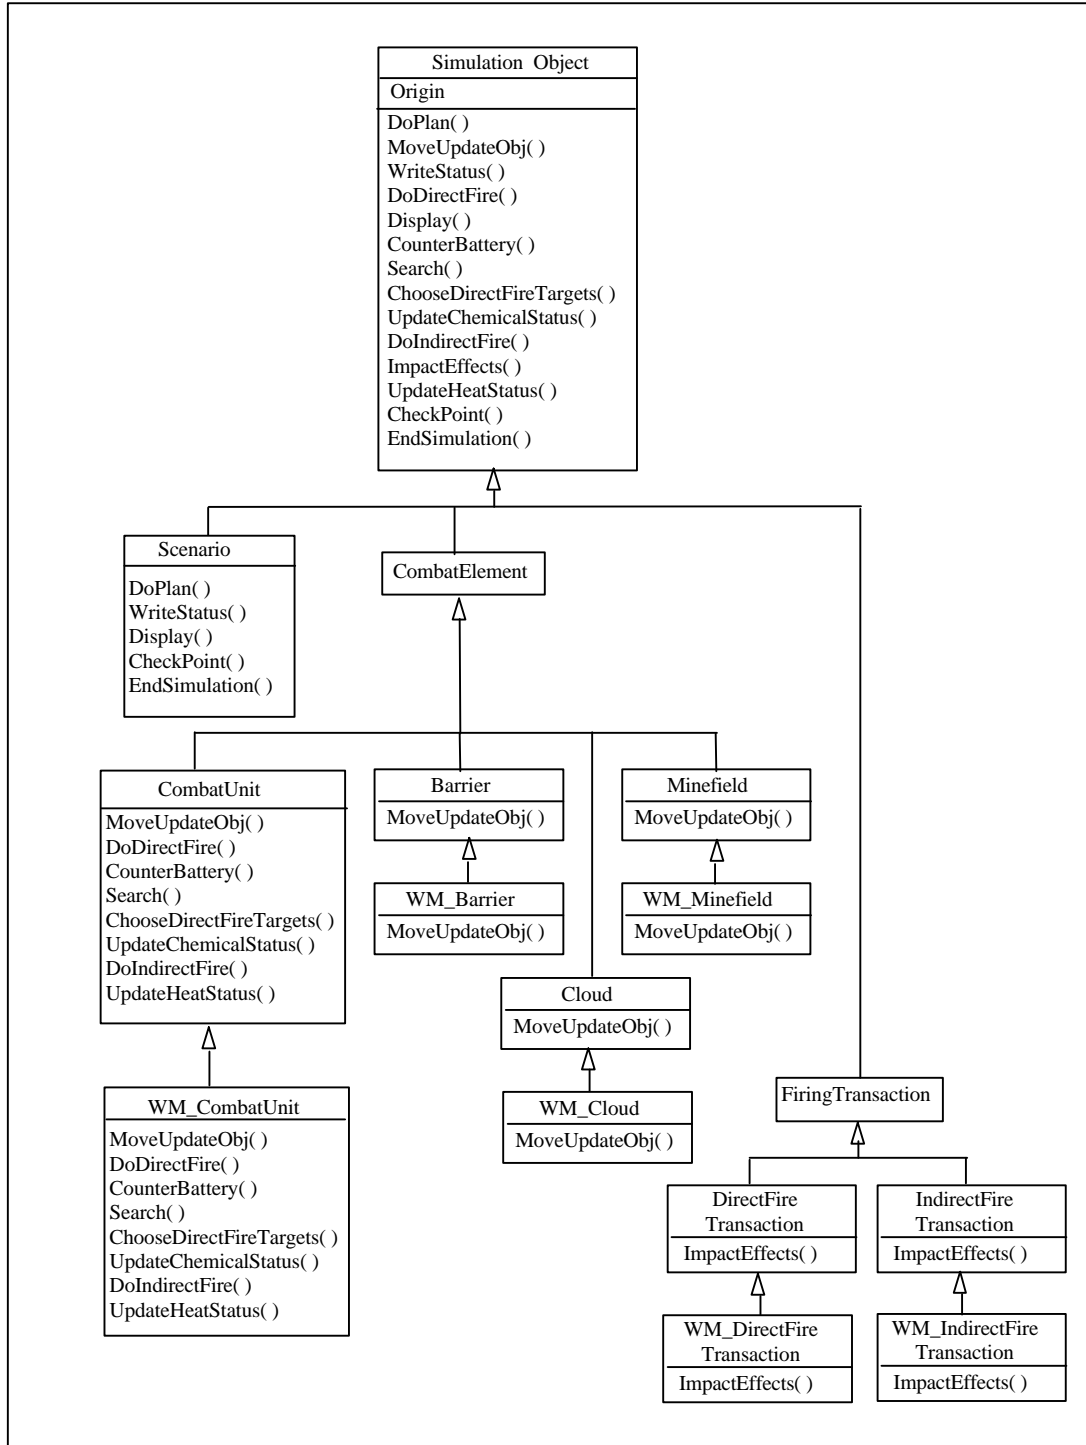 Simulation Object
Origin
DoPlan( )
MoveUpdateObj( )
WriteStatus( )
DoDirectFire( )
Display( )
CounterBattery( )
Search( )
ChooseDirectFireTargets( )
UpdateChemicalStatus( )
DoIndirectFire( )
ImpactEffects( )
UpdateHeatStatus( )
CheckPoint( )
EndSimulation( )
Scenario
DoPlan( )
WriteStatus( )
Display( )
CheckPoint( )
EndSimulation( )
CombatElement
CombatUnit
MoveUpdateObj( )
DoDirectFire( )
CounterBattery( )
Search( )
ChooseDirectFireTargets( )
UpdateChemicalStatus( )
DoIndirectFire( )
UpdateHeatStatus( )
Barrier
MoveUpdateObj( )
Minefield
MoveUpdateObj( )
WM_Barrier
MoveUpdateObj( )
WM_Minefield
MoveUpdateObj( )
Cloud
MoveUpdateObj( )
WM_Cloud
MoveUpdateObj( )
WM_CombatUnit
MoveUpdateObj( )
DoDirectFire( )
CounterBattery( )
Search( )
ChooseDirectFireTargets( )
UpdateChemicalStatus( )
DoIndirectFire( )
UpdateHeatStatus( )
FiringTransaction
DirectFire
Transaction
ImpactEffects( )
IndirectFire
Transaction
ImpactEffects( )
WM_DirectFire
Transaction
ImpactEffects( )
WM_IndirectFire
Transaction
ImpactEffects( )